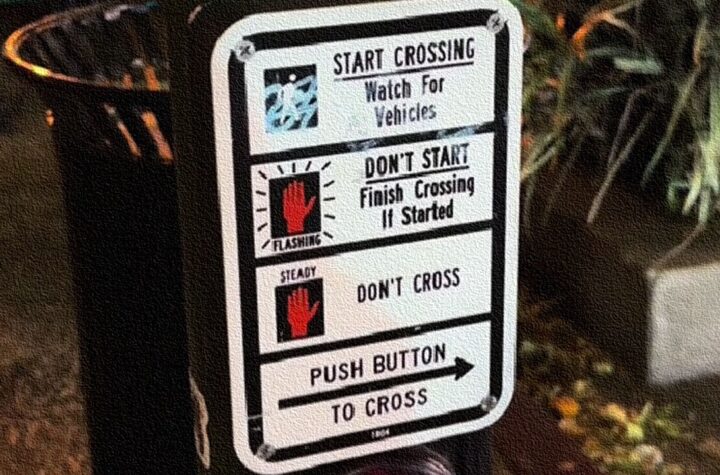 START CROSSING
Watch For
Vehicles
DON'T START
Finish Crossing
If Started
FLASHING
STEADY
DON'T CROSS
PUSH BUTTON
TO CROSS